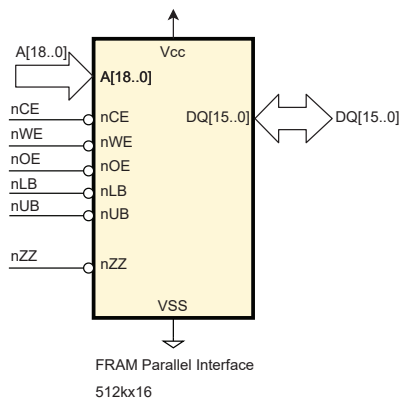 Vcc
A[18..0]
A[18..0]
nCE
nCE
DQ[15..0]
DQ[15..0]
nWE
nWE
nOE
nOE
nLB
nLB
nUB
nUB
nZZ
nZZ
VSS
FRAM Parallel Interface
512kx16